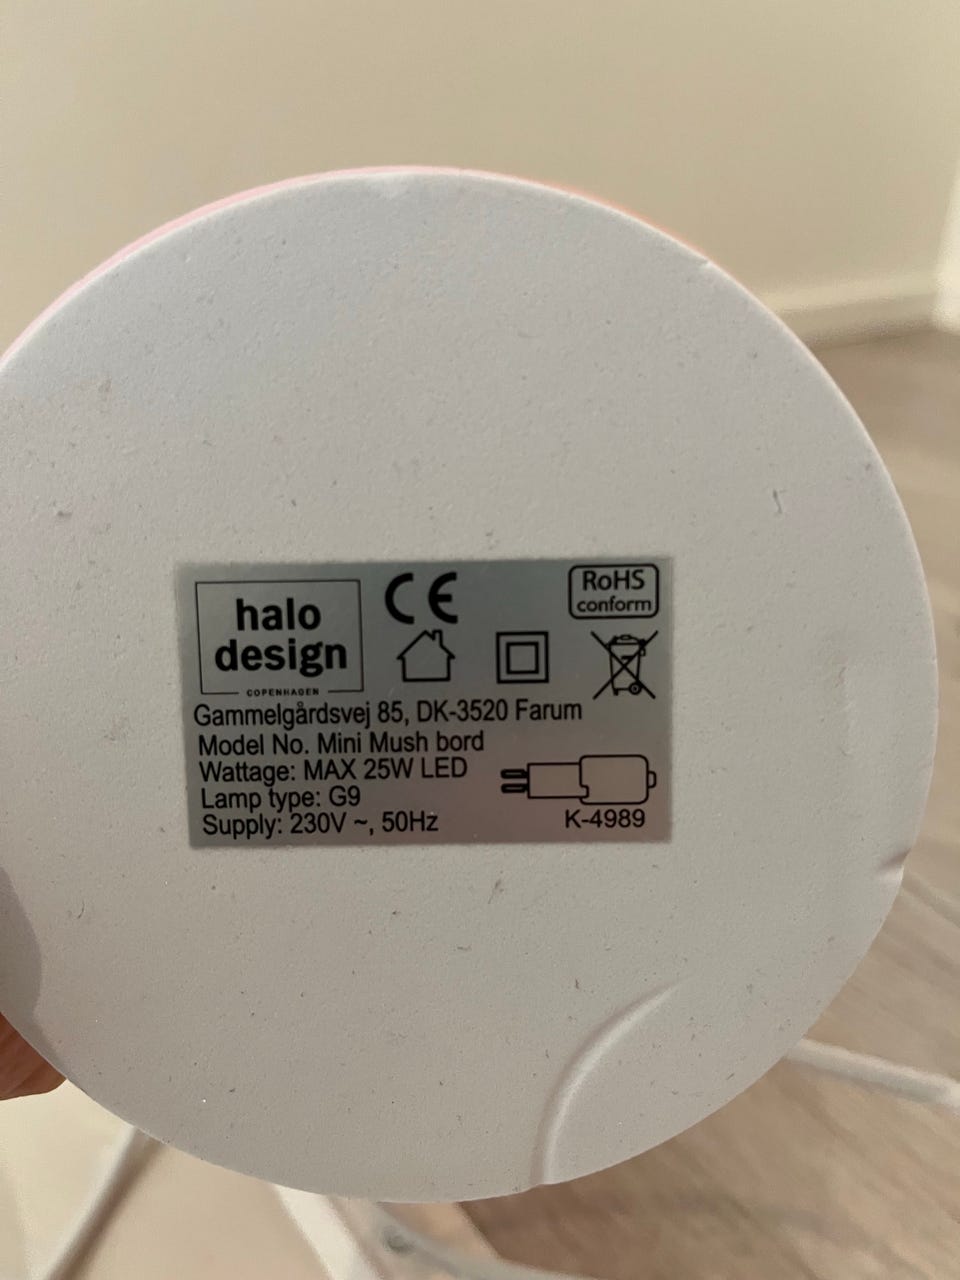 halo
design
COPENHAGEN
CE
RoHS
conform
Gammelgårdsvej 85, DK-3520 Farum
Model No. Mini Mush bord
Wattage: MAX 25W LED
Lamp type: G9
Supply: 230V ~, 50Hz
K-4989